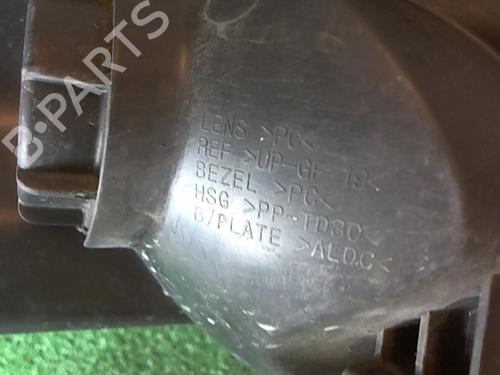 B-PARTS
LENS >PC<
REF >UP-GF 19<
BEZEL >PC<
HSG >PP-TD30<
B/PLATE >ALDC<